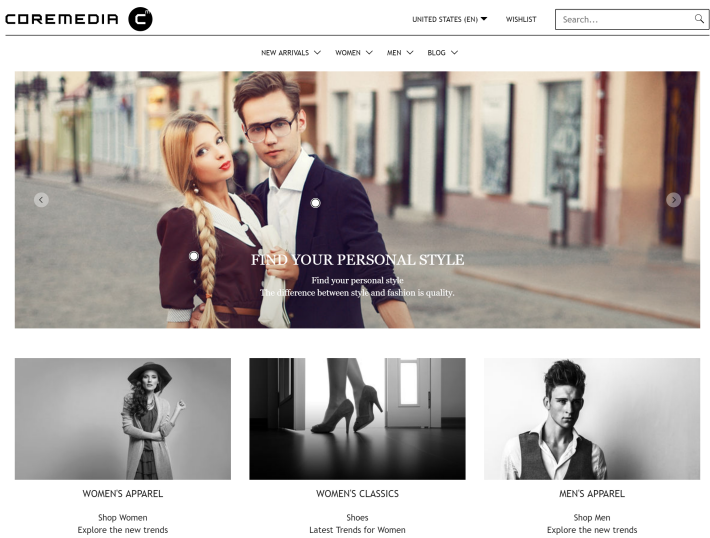 COREMEDIA C
UNITED STATES (EN) WISHLIST Search...
NEW ARRIVALS WOMEN MEN BLOG
FIND YOUR PERSONAL STYLE
Find your personal style
The difference between style and fashion is quality.
WOMEN'S APPAREL
Shop Women
Explore the new trends
WOMEN'S CLASSICS
Shoes
Latest Trends for Women
MEN'S APPAREL
Shop Men
Explore the new trends